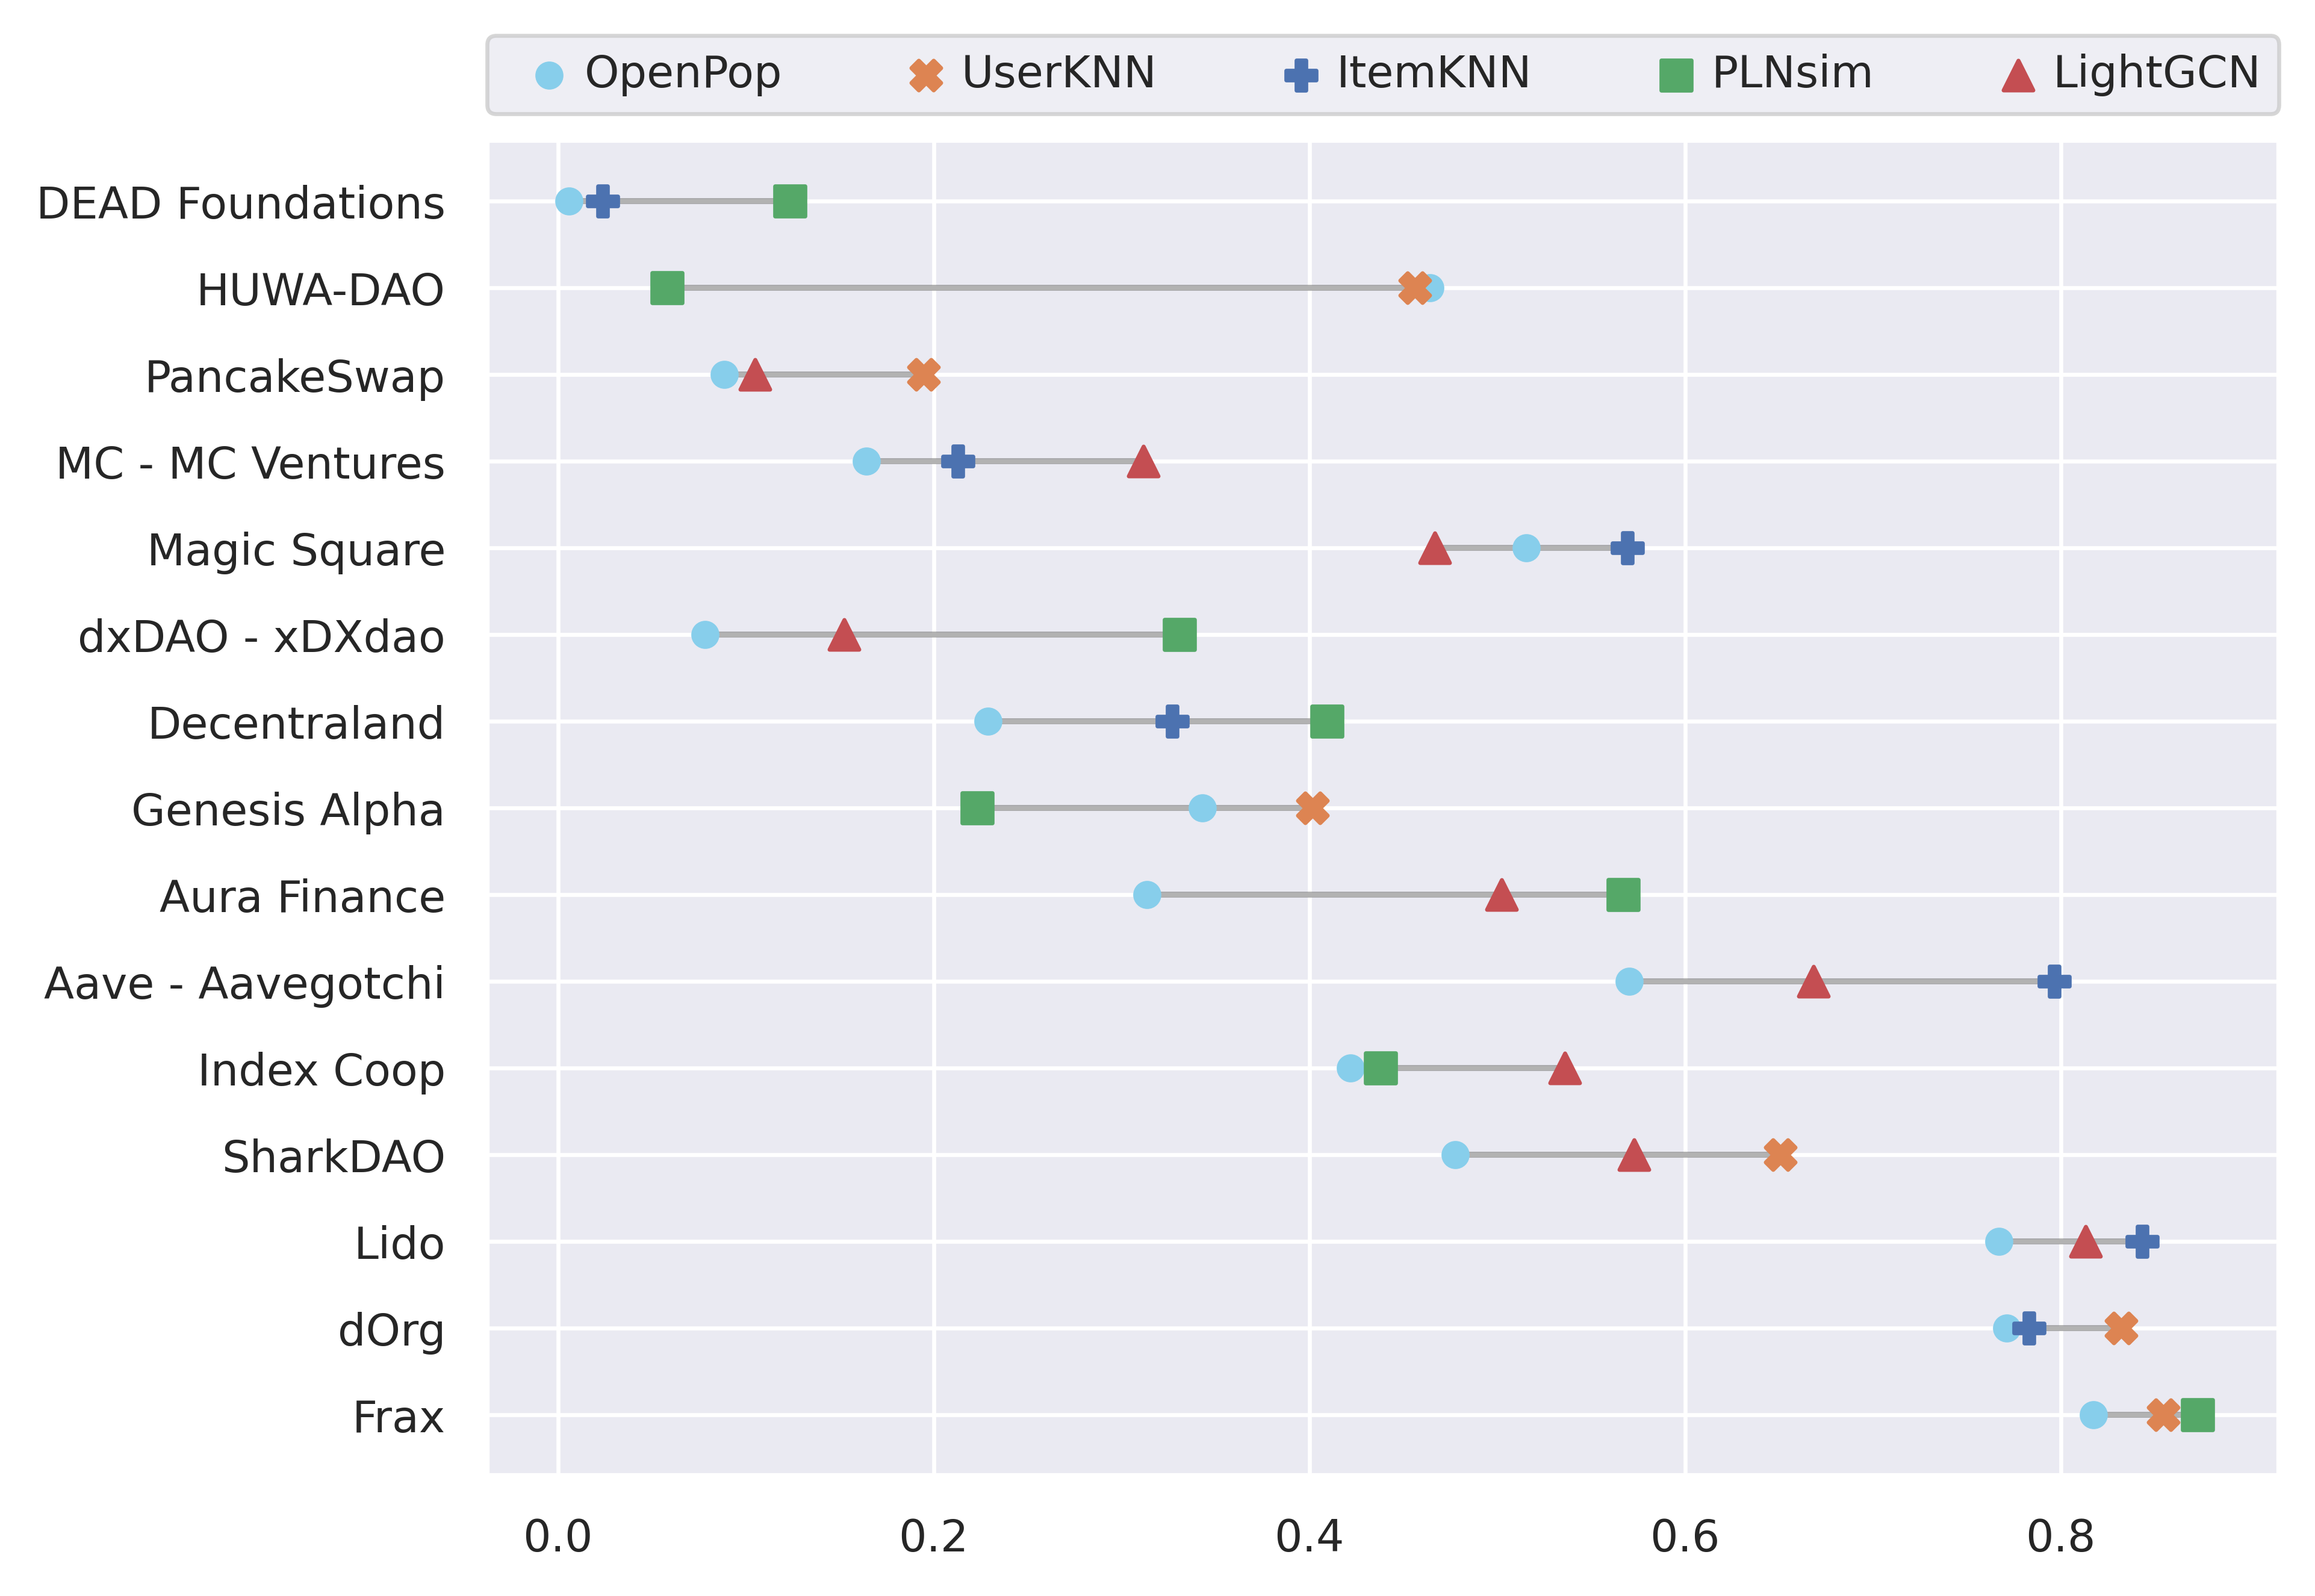 OpenPop UserKNN ItemKNN PLNsim LightGCN
DEAD Foundations
HUWA-DAO
PancakeSwap
MC - MC Ventures
Magic Square
dxDAO - xDXdao
Decentraland
Genesis Alpha
Aura Finance
Aave - Aavegotchi
Index Coop
SharkDAO
Lido
dOrg
Frax
0.0 0.2 0.4 0.6 0.8